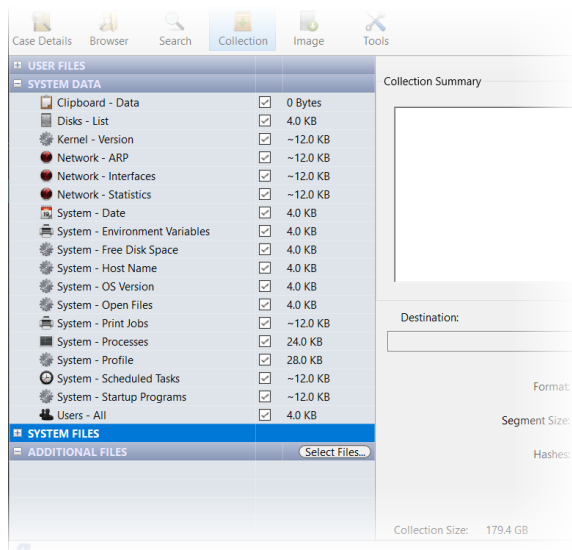 Case Details Browser Search Collection Image Tools
USER FILES
SYSTEM DATA
Clipboard - Data 0 Bytes
Disks - List 4.0 KB
Kernel - Version ~12.0 KB
Network - ARP ~12.0 KB
Network - Interfaces ~12.0 KB
Network - Statistics ~12.0 KB
System - Date 4.0 KB
System - Environment Variables 4.0 KB
System - Free Disk Space 4.0 KB
System - Host Name 4.0 KB
System - OS Version 4.0 KB
System - Open Files 4.0 KB
System - Print Jobs ~12.0 KB
System - Processes 24.0 KB
System - Profile 28.0 KB
System - Scheduled Tasks ~12.0 KB
System - Startup Programs ~12.0 KB
Users - All 4.0 KB
SYSTEM FILES
ADDITIONAL FILES Select Files...
Collection Summary
Destination:
Format:
Segment Size:
Hashes:
Collection Size: 179.4 GB